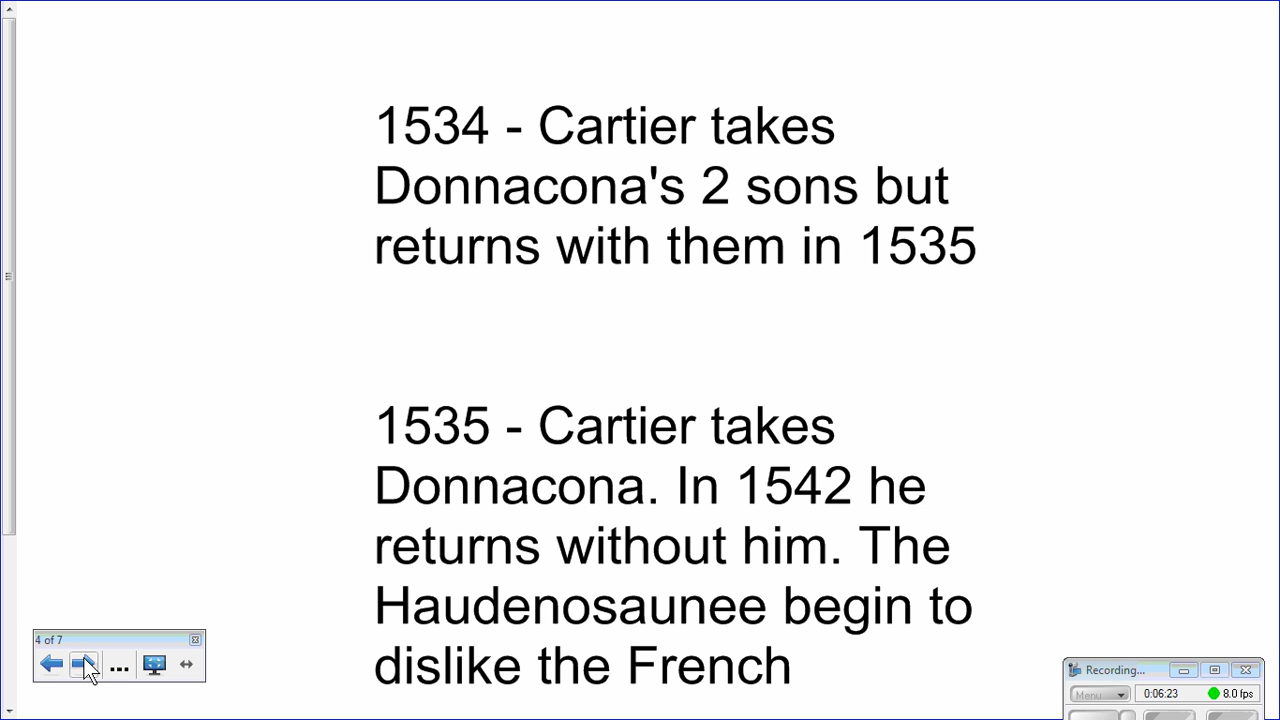 1534 - Cartier takes
Donnacona's 2 sons but
returns with them in 1535
1535 - Cartier takes
Donnacona. In 1542 he
returns without him. The
Haudenosaunee begin to
dislike the French
4 of 7
...
Recording...
Menu
0:06:23
8.0 fps